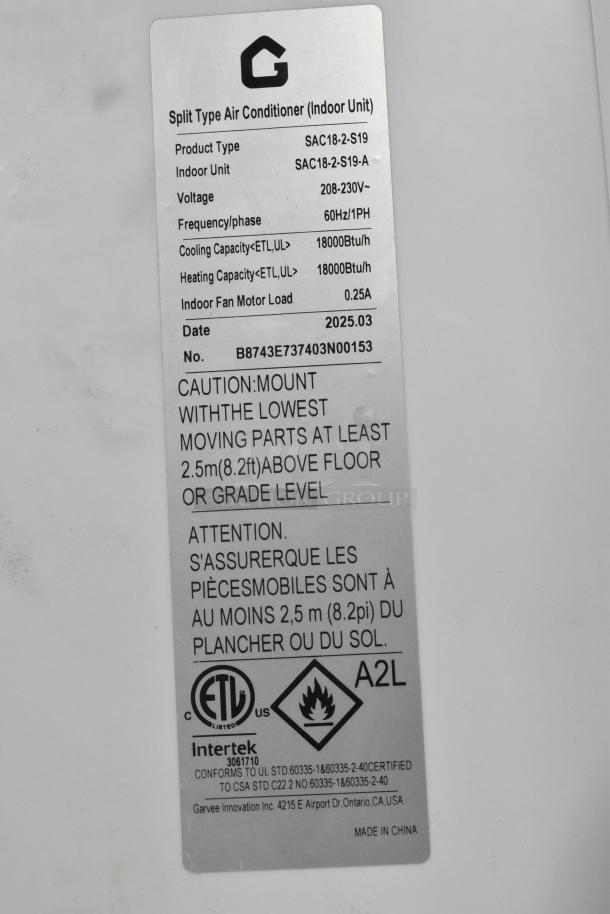 G
Split Type Air Conditioner (Indoor Unit)
Product Type SAC18-2-S19
Indoor Unit SAC18-2-S19-A
Voltage 208-230V~
Frequency/phase 60Hz/1PH
Cooling Capacity<ETL,UL> 18000Btu/h
Heating Capacity<ETL,UL> 18000Btu/h
Indoor Fan Motor Load 0.25A
Date 2025.03
No. B8743E737403N00153
CAUTION:MOUNT
WITHTHE LOWEST
MOVING PARTS AT LEAST
2.5m(8.2ft)ABOVE FLOOR
OR GRADE LEVEL
GROUP
ATTENTION.
S'ASSURERQUE LES
PIÈCESMOBILES SONT À
AU MOINS 2,5 m (8.2pi) DU
PLANCHER OU DU SOL.
A2L
C ETL US
LISTED
Intertek
3061710
CONFORMS TO UL STD 60335-1&60335-2-40CERTIFIED
TO CSA STD C22.2 NO 60335-1&60335-2-40
Garvee Innovation Inc. 4215 E Airport Dr.Ontario,CA,USA
MADE IN CHINA